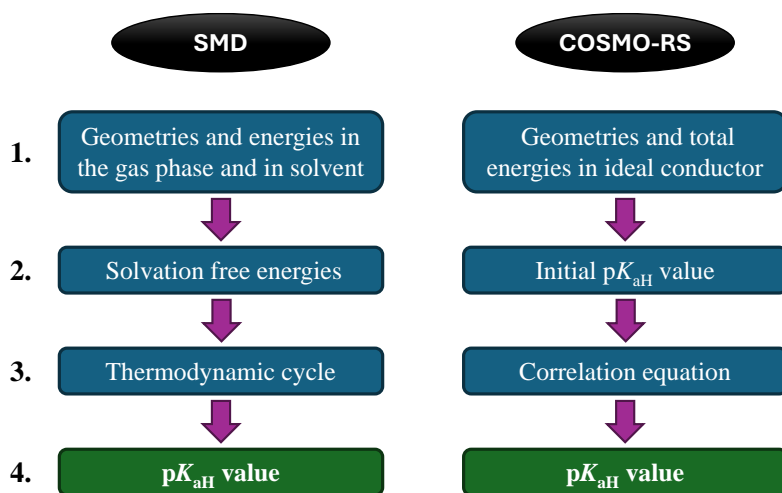 SMD
COSMO-RS
1.
Geometries and energies in
the gas phase and in solvent
Geometries and total
energies in ideal conductor
2.
Solvation free energies
Initial pKaH value
3.
Thermodynamic cycle
Correlation equation
4.
pKaH value
pKaH value